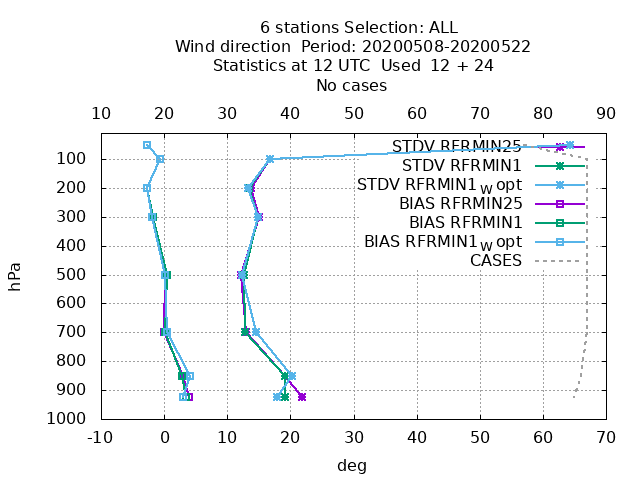 6 stations Selection: ALL
Wind direction  Period: 20200508-20200522
Statistics at 12 UTC  Used  12 + 24
No cases
10 20 30 40 50 60 70 80 90
STDV RFRMIN25
STDV RFRMIN1
STDV RFRMIN1w opt
BIAS RFRMIN25
BIAS RFRMIN1
BIAS RFRMIN1w opt
CASES
hPa
100
200
300
400
500
600
700
800
900
1000
-10 0 10 20 30 40 50 60 70
deg